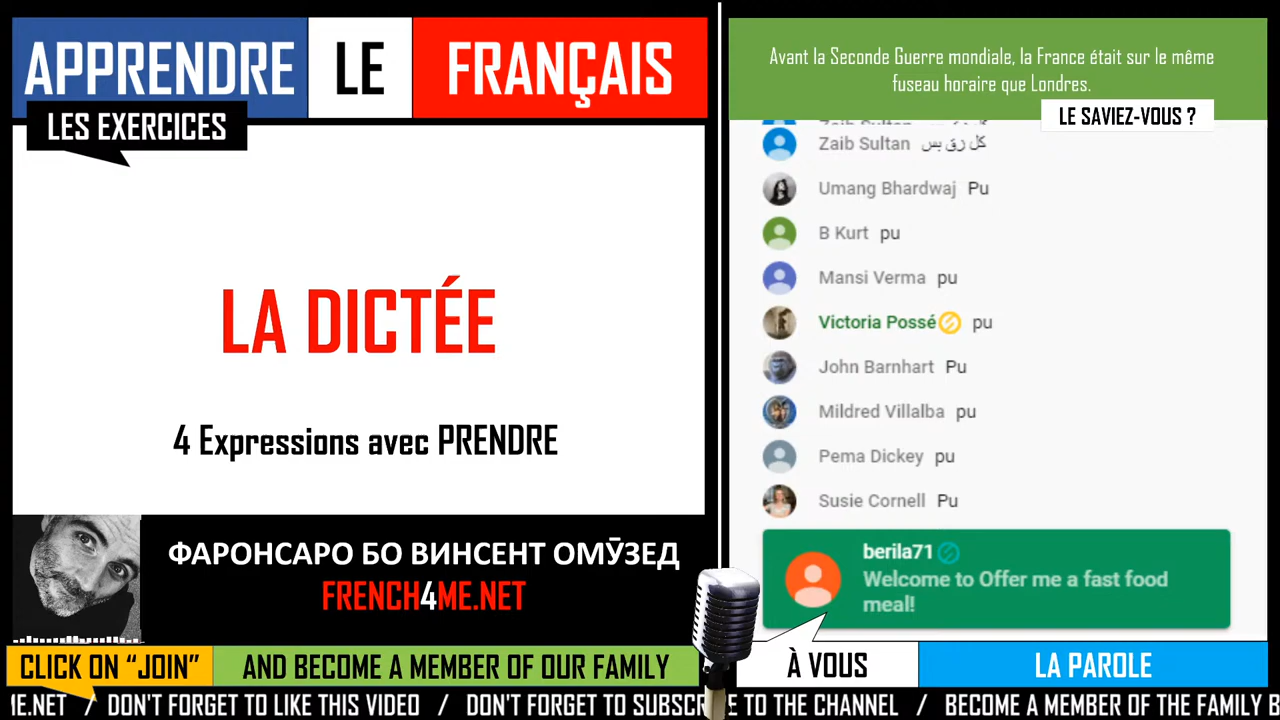 APPRENDRE LE FRANÇAIS
LES EXERCICES
LA DICTÉE
4 Expressions avec PRENDRE
ФАРОНСАРО БО ВИНСЕНТ ОМӮЗЕД
FRENCH4ME.NET
CLICK ON “JOIN” AND BECOME A MEMBER OF OUR FAMILY
Avant la Seconde Guerre mondiale, la France était sur le même
fuseau horaire que Londres.
LE SAVIEZ-VOUS ?
Zaib Sultan
Zaib Sultan کل رق بس
Umang Bhardwaj Pu
B Kurt pu
Mansi Verma pu
Victoria Possé pu
John Barnhart Pu
Mildred Villalba pu
Pema Dickey pu
Susie Cornell Pu
berila71
Welcome to Offer me a fast food
meal!
À VOUS LA PAROLE
ME.NET / DON'T FORGET TO LIKE THIS VIDEO / DON'T FORGET TO SUBSCR E TO THE CHANNEL / BECOME A MEMBER OF THE FAMILY B